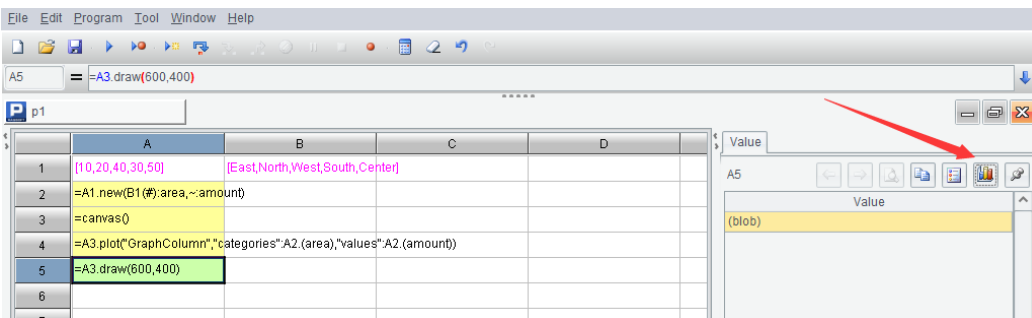 File Edit Program Tool Window Help
A5 = =A3.draw(600,400)
P p1
A B C D
Value
1 [10,20,40,30,50] [East,North,West,South,Center]
A5
2 =A1.new(B1(#):area,~:amount)
Value
3 =canvas()
(blob)
4 =A3.plot("GraphColumn","categories":A2.(area),"values":A2.(amount))
5 =A3.draw(600,400)
6